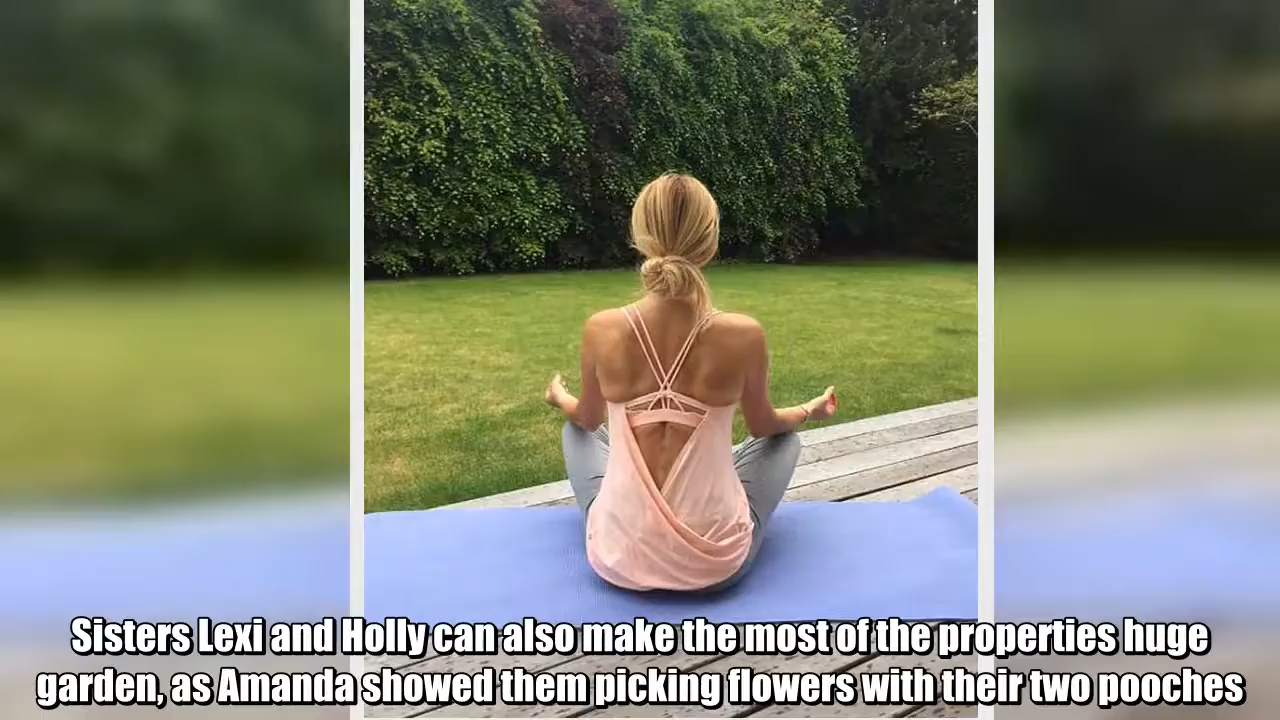 Sisters Lexi and Holly can also make the most of the properties huge
garden, as Amanda showed them picking flowers with their two pooches